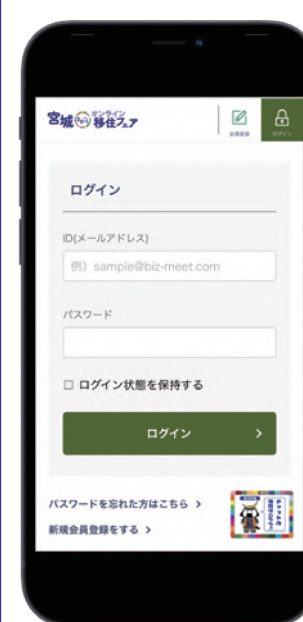 宮城 オンライン
移住フェア
会員登録
ログイン
ログイン
ID(メールアドレス)
例）sample@biz-meet.com
パスワード
ログイン状態を保持する
ログイン
パスワードを忘れた方はこちら
新規会員登録をする